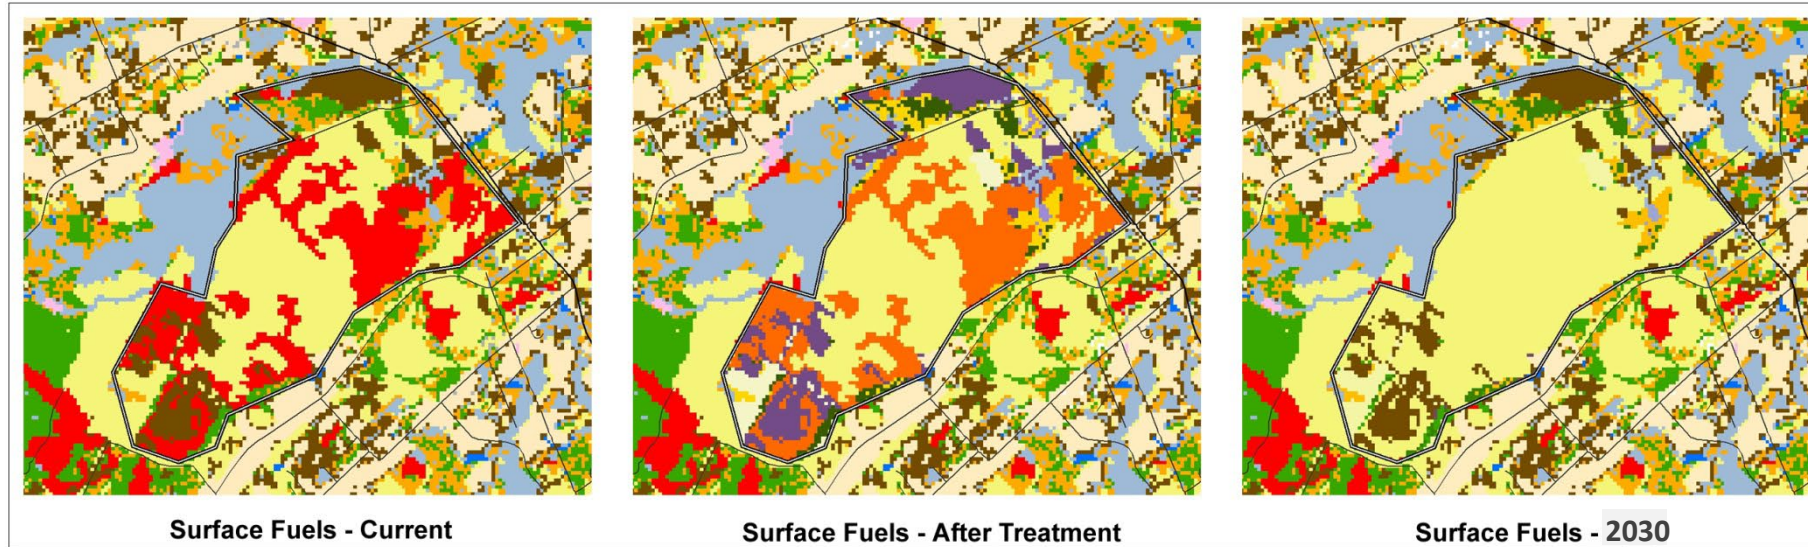 Surface Fuels - Current
Surface Fuels - After Treatment
Surface Fuels - 2030